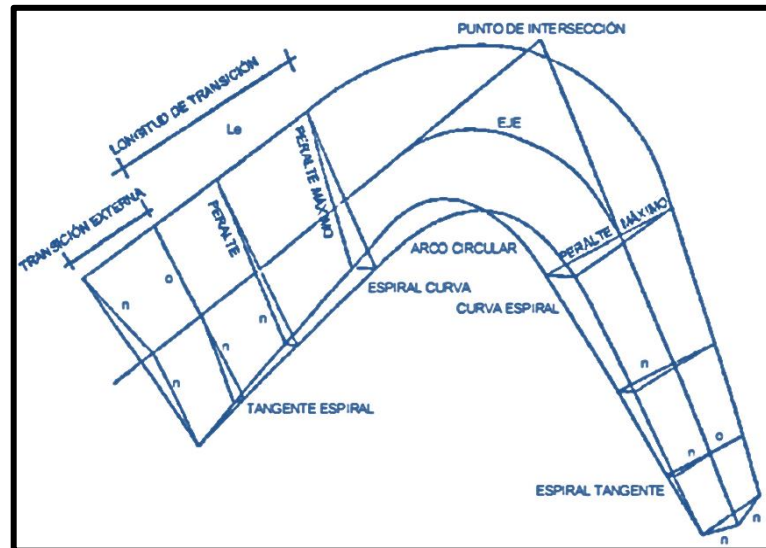 PUNTO DE INTERSECCIÓN
LONGITUD DE TRANSICIÓN
Le
EJE
TRANSICIÓN EXTERNA
PERALTE
PERALTE MÁXIMO
PERALTE MÁXIMO
ARCO CIRCULAR
ESPIRAL CURVA
CURVA ESPIRAL
n
o
n
n
n
n
TANGENTE ESPIRAL
n
o
ESPIRAL TANGENTE
n
n